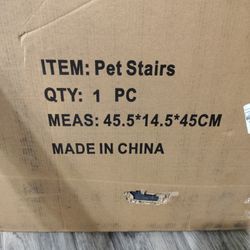 ITEM: Pet Stairs
QTY: 1 PC
MEAS: 45.5*14.5*45CM
MADE IN CHINA